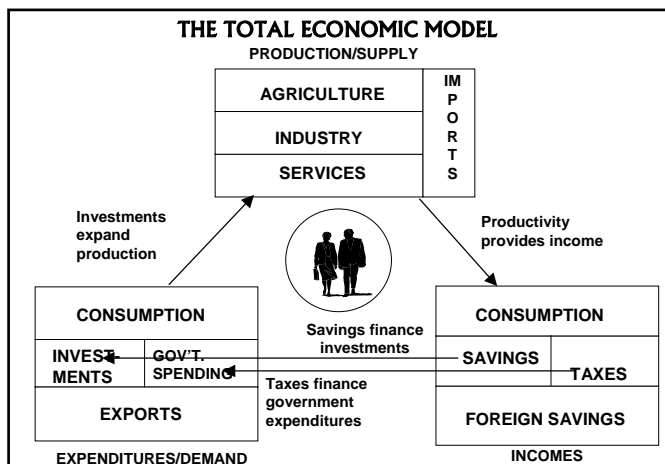 THE TOTAL ECONOMIC MODEL
PRODUCTION/SUPPLY
AGRICULTURE
INDUSTRY
SERVICES
IM
P
O
R
T
S
Investments
expand
production
Productivity
provides income
CONSUMPTION
INVEST-
MENTS
GOV'T.
SPENDING
EXPORTS
EXPENDITURES/DEMAND
Savings finance
investments
Taxes finance
government
expenditures
CONSUMPTION
SAVINGS
TAXES
FOREIGN SAVINGS
INCOMES